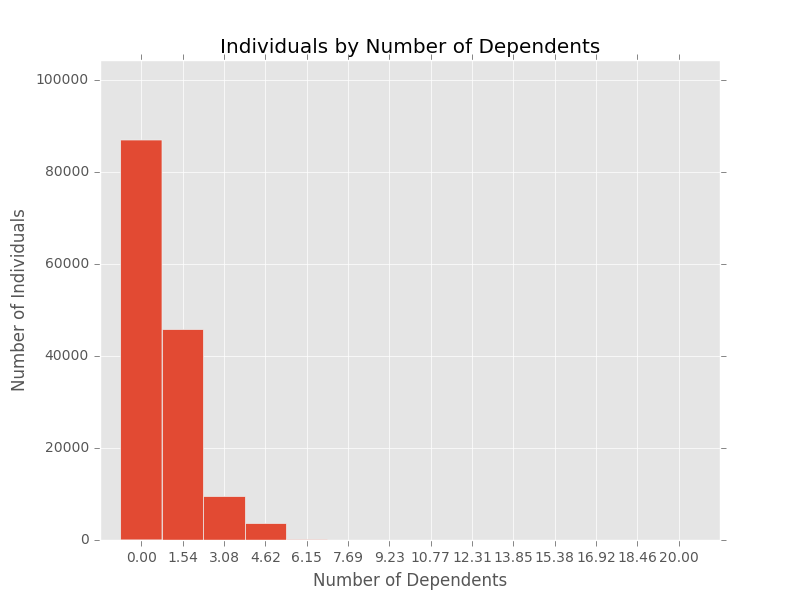 Individuals by Number of Dependents
100000
80000
60000
40000
20000
0
Number of Individuals
0.00 1.54 3.08 4.62 6.15 7.69 9.23 10.77 12.31 13.85 15.38 16.92 18.46 20.00
Number of Dependents